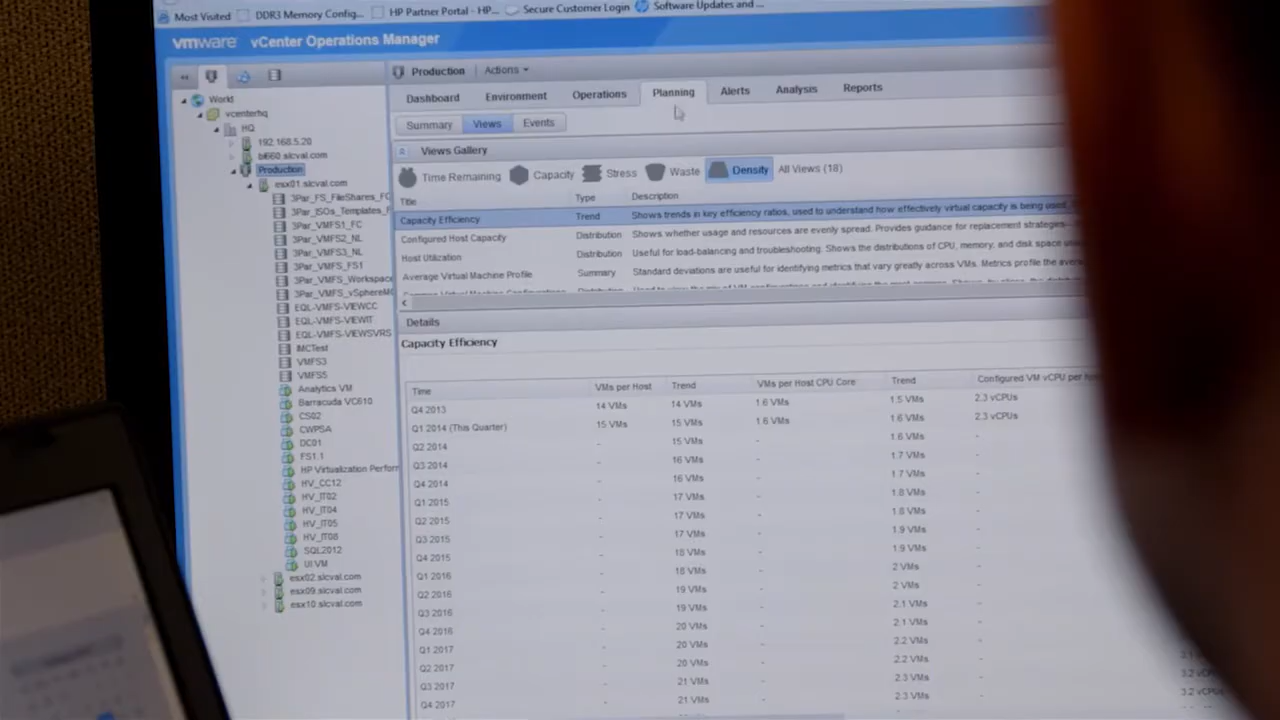 Most Visited DDR3 Memory Config... HP Partner Portal - HP... Secure Customer Login Software Updates and ...
vmware vCenter Operations Manager
Production Actions
Dashboard Environment Operations Planning Alerts Analysis Reports
Summary Views Events
Views Gallery
Time Remaining Capacity Stress Waste Density All Views (18)
Title Type Description
Capacity Efficiency Trend Shows trends in key efficiency ratios, used to understand how effectively virtual capacity is being used.
Configured Host Capacity Distribution Shows whether usage and resources are evenly spread. Provides guidance for replacement strategies--
Host Utilization Distribution Useful for load-balancing and troubleshooting. Shows the distributions of CPU, memory, and disk space
Average Virtual Machine Profile Summary Standard deviations are useful for identifying metrics that vary greatly across VMs. Metrics profile the
Details
Capacity Efficiency
Time VMs per Host Trend VMs per Host CPU Core Trend Configured VM vCPU per
Q4 2013 14 VMs 14 VMs 1.6 VMs 1.5 VMs 2.3 vCPUs
Q1 2014 (This Quarter) 15 VMs 15 VMs 1.6 VMs 1.6 VMs 2.3 vCPUs
Q2 2014 - 15 VMs - 1.6 VMs -
Q3 2014 - 16 VMs - 1.7 VMs -
Q4 2014 - 16 VMs - 1.7 VMs -
Q1 2015 - 17 VMs - 1.8 VMs -
Q2 2015 - 17 VMs - 1.8 VMs -
Q3 2015 - 17 VMs - 1.9 VMs -
Q4 2015 - 18 VMs - 1.9 VMs -
Q1 2016 - 18 VMs - 2 VMs -
Q2 2016 - 19 VMs - 2 VMs -
Q3 2016 - 19 VMs - 2.1 VMs -
Q4 2016 - 20 VMs - 2.1 VMs -
Q1 2017 - 20 VMs - 2.2 VMs -
Q2 2017 - 20 VMs - 2.2 VMs -
Q3 2017 - 21 VMs - 2.3 VMs -
Q4 2017 - 21 VMs - 2.3 VMs - 3.2
World
vcenterhq
HQ
192.168.5.20
b660.slcval.com
Production
esx01.slcval.com
3Par_FS_FileShares_FC
3Par_ISOs_Templates_F
3Par_VMFS1_FC
3Par_VMFS2_NL
3Par_VMFS3_NL
3Par_VMFS_FS1
3Par_VMFS_Workspace
3Par_VMFS_vSphereM
EQL-VMFS-VIEWCC
EQL-VMFS-VIEWIT
EQL-VMFS-VIEWSVRS
IMCTest
VMFS3
VMFS5
Analytics VM
Barracuda VC610
CS02
CWPSA
DC01
FS1.1
HP Virtualization Perfor
HV_CC12
HV_IT02
HV_IT04
HV_IT05
HV_IT08
SQL2012
UI VM
esx02.slcval.com
esx09.slcval.com
esx10.slcval.com